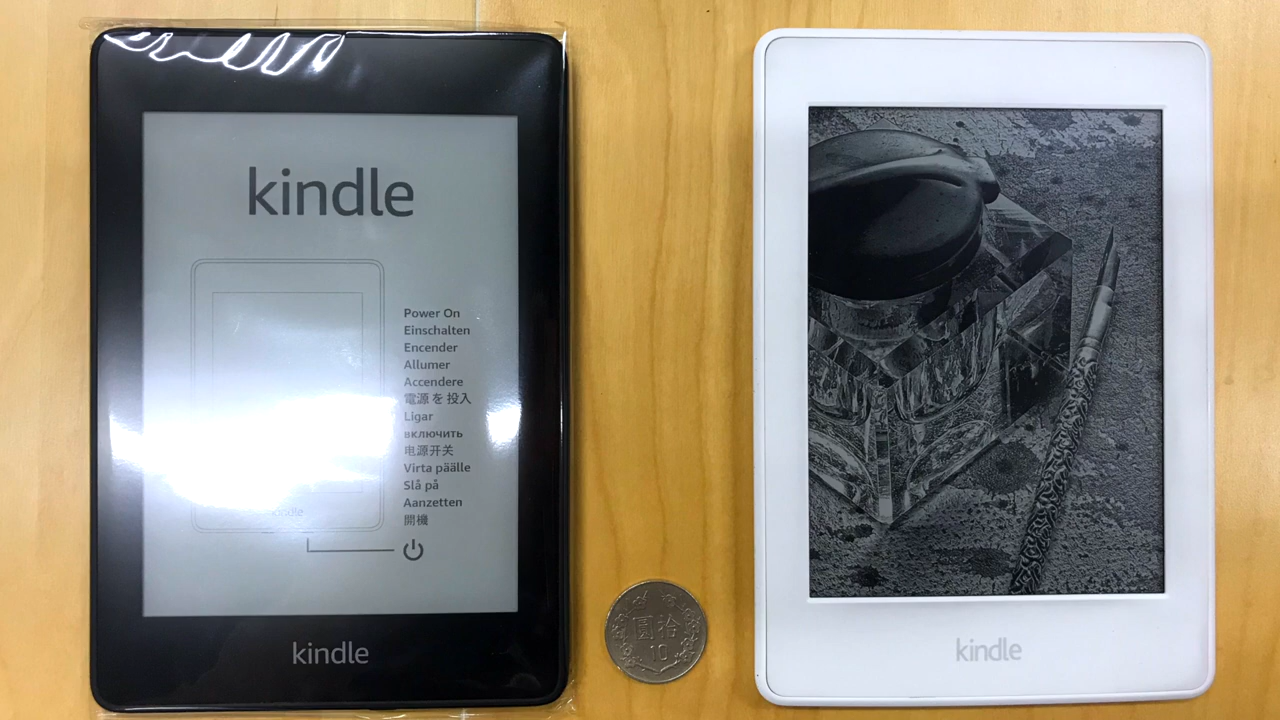 kindle
Power On
Einschalten
Encender
Allumer
Accendere
電源 を 投入
Ligar
включить
电源开关
Virta päälle
Slå på
Aanzetten
開機
kindle
kindle
圓拾
10
kindle